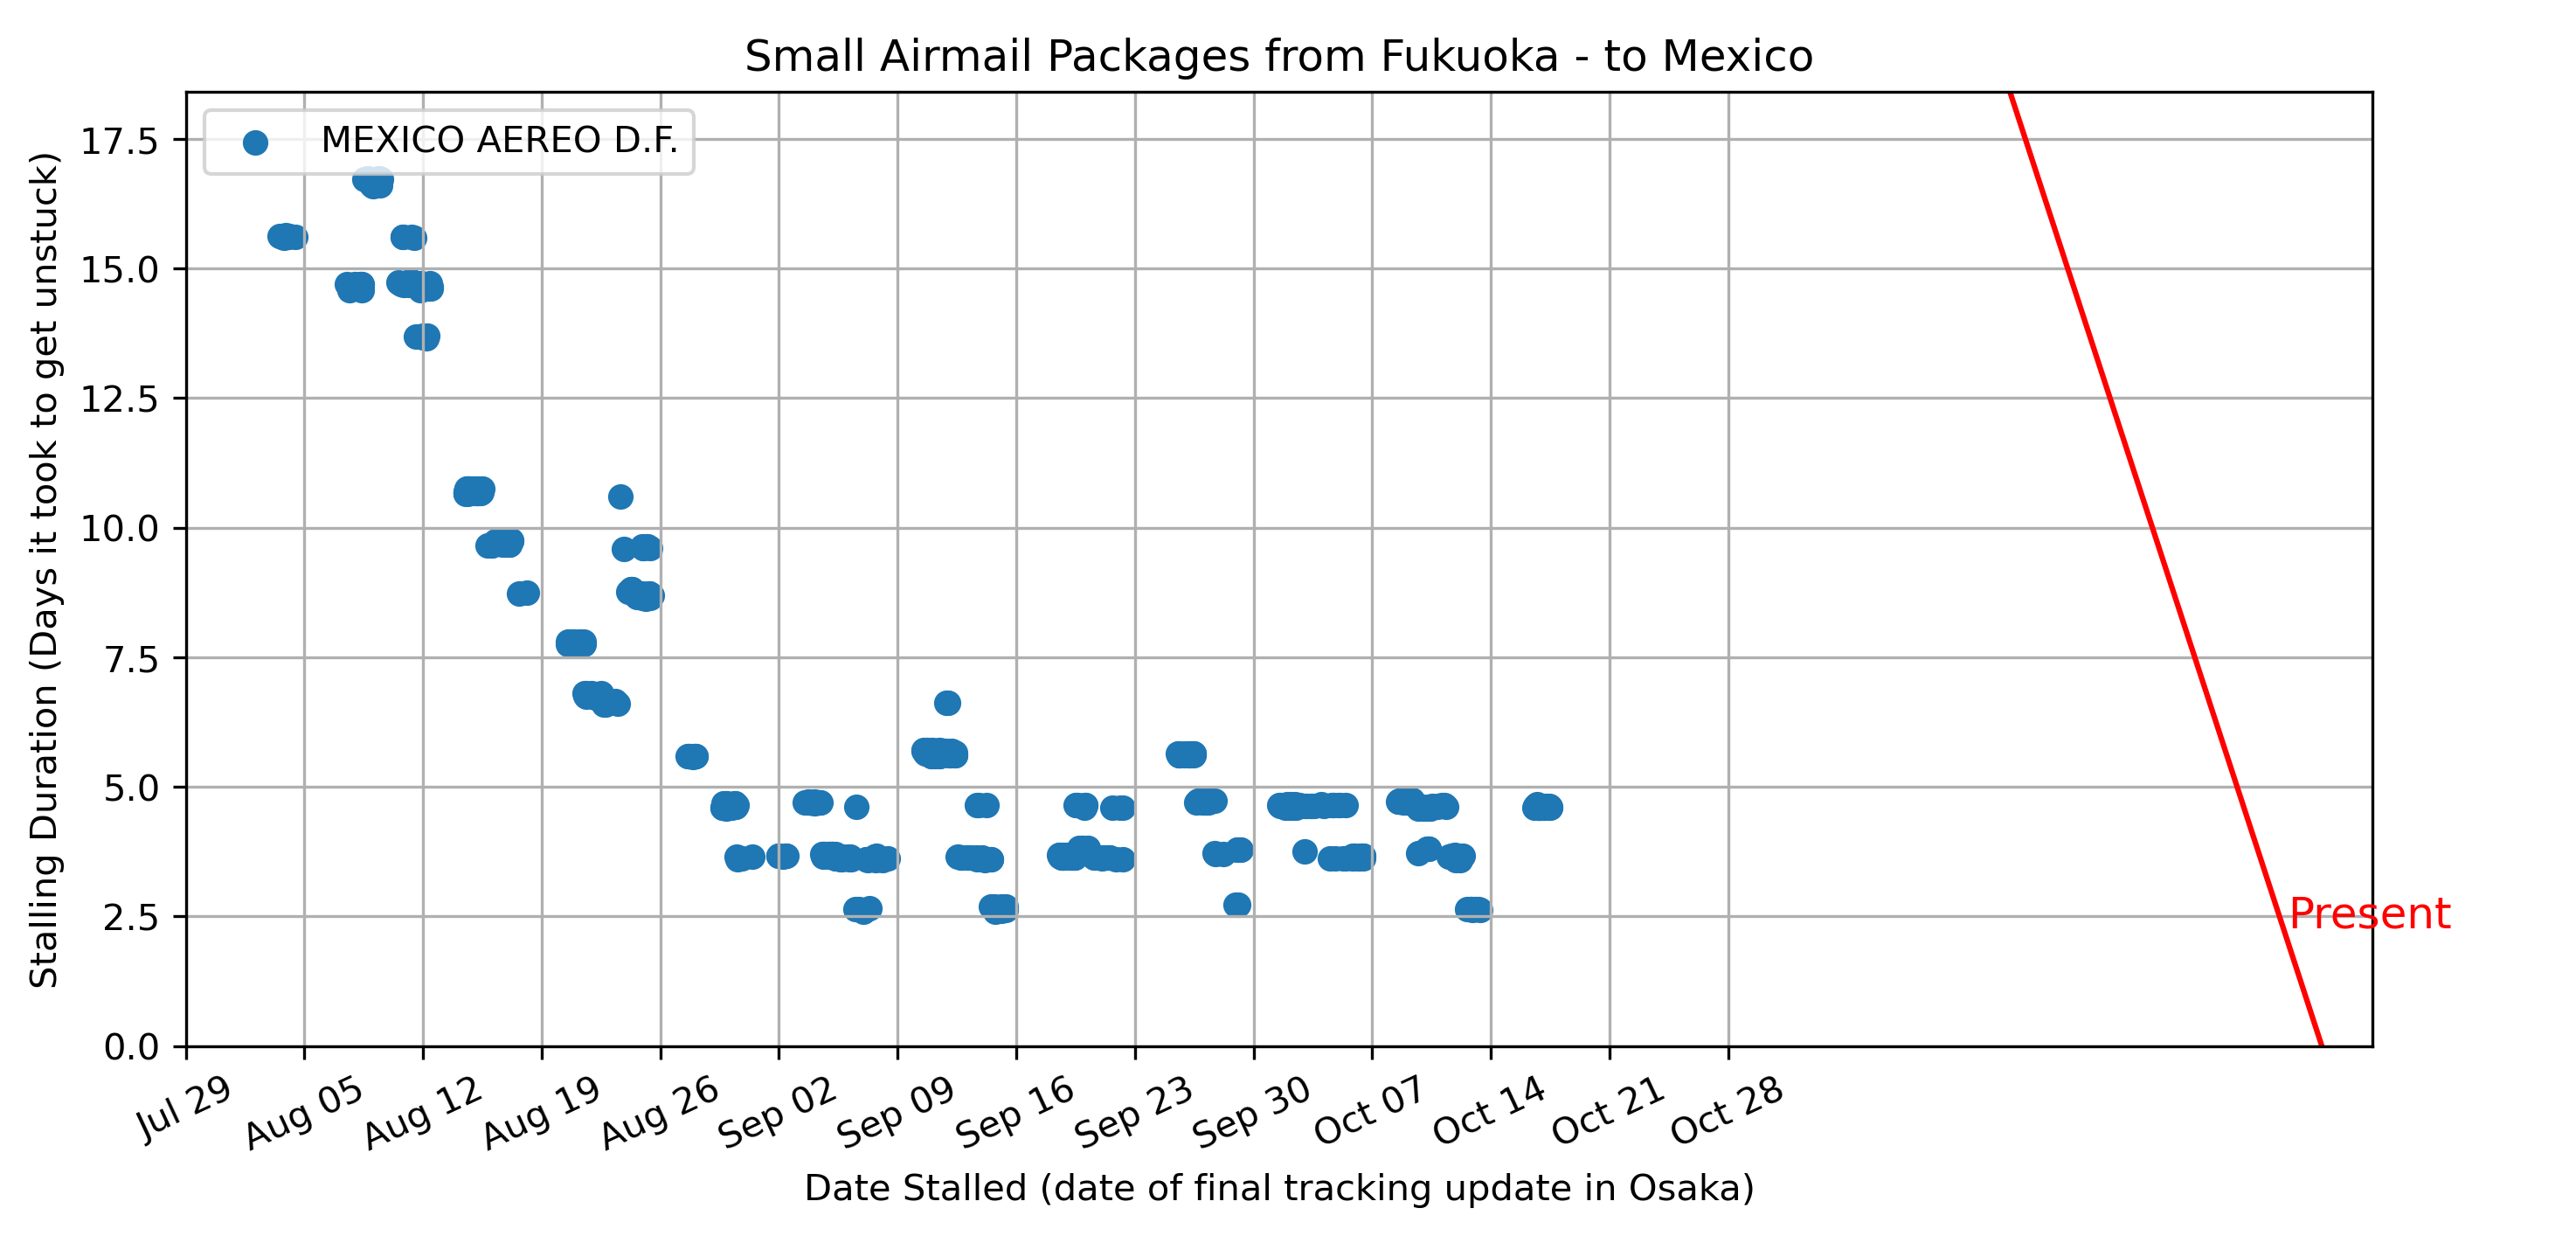 Small Airmail Packages from Fukuoka - to Mexico
MEXICO AEREO D.F.
Stalling Duration (Days it took to get unstuck)
17.5
15.0
12.5
10.0
7.5
5.0
2.5
0.0
Present
Jul 29
Aug 05
Aug 12
Aug 19
Aug 26
Sep 02
Sep 09
Sep 16
Sep 23
Sep 30
Oct 07
Oct 14
Oct 21
Oct 28
Date Stalled (date of final tracking update in Osaka)